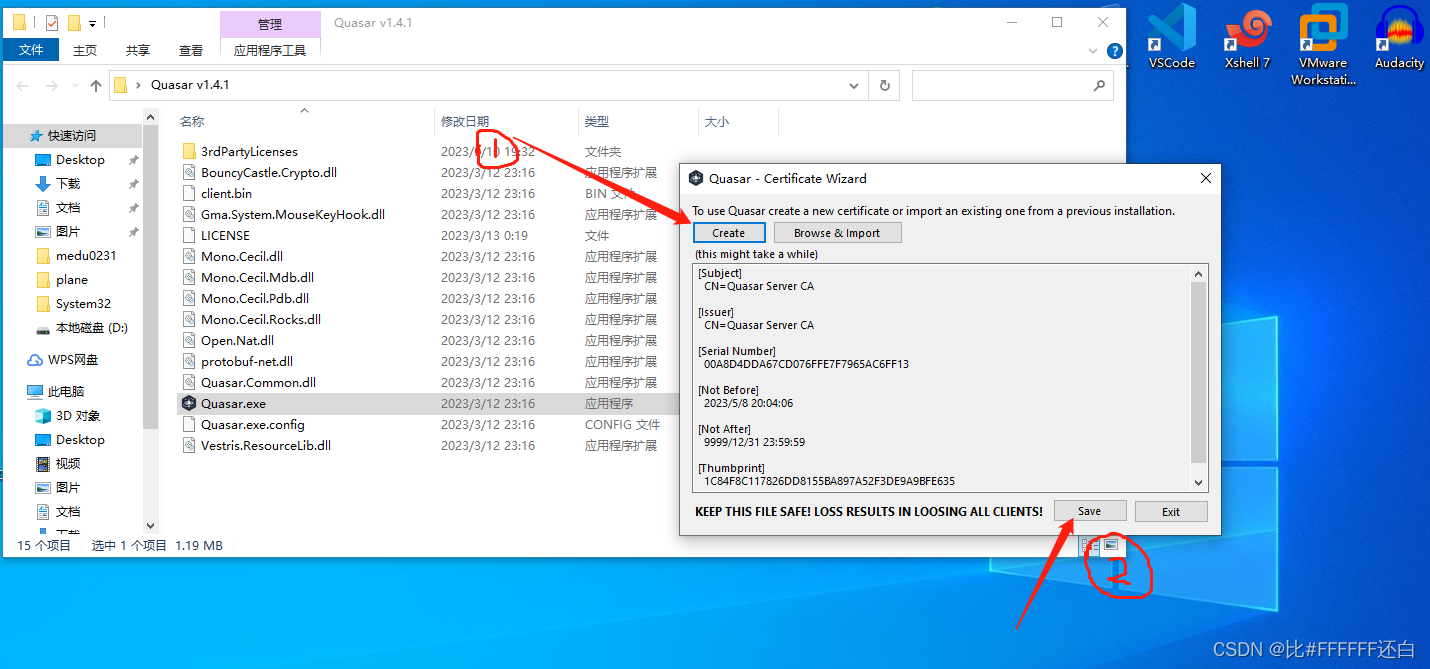 管理
Quasar v1.4.1
文件
主页
共享
查看
应用程序工具
Quasar v1.4.1
快速访问
Desktop
下载
文档
图片
medu0231
plane
System32
本地磁盘 (D:)
WPS网盘
此电脑
3D 对象
Desktop
视频
图片
文档
名称
修改日期
类型
大小
3rdPartyLicenses
文件夹
BouncyCastle.Crypto.dll
2023/3/12 23:16
应用程序扩展
client.bin
2023/3/12 23:16
BIN 文件
Gma.System.MouseKeyHook.dll
2023/3/12 23:16
应用程序扩展
LICENSE
2023/3/13 0:19
文件
Mono.Cecil.dll
2023/3/12 23:16
应用程序扩展
Mono.Cecil.Mdb.dll
2023/3/12 23:16
应用程序扩展
Mono.Cecil.Pdb.dll
2023/3/12 23:16
应用程序扩展
Mono.Cecil.Rocks.dll
2023/3/12 23:16
应用程序扩展
Open.Nat.dll
2023/3/12 23:16
应用程序扩展
protobuf-net.dll
2023/3/12 23:16
应用程序扩展
Quasar.Common.dll
2023/3/12 23:16
应用程序扩展
Quasar.exe
2023/3/12 23:16
应用程序
Quasar.exe.config
2023/3/12 23:16
CONFIG 文件
Vestris.ResourceLib.dll
2023/3/12 23:16
应用程序扩展
15 个项目
选中 1 个项目
1.19 MB
1
Quasar - Certificate Wizard
To use Quasar create a new certificate or import an existing one from a previous installation.
Create
Browse & Import
(this might take a while)
[Subject]
CN=Quasar Server CA
[Issuer]
CN=Quasar Server CA
[Serial Number]
00A8D4DDA67CD076FFE7F7965AC6FF13
[Not Before]
2023/5/8 20:04:06
[Not After]
9999/12/31 23:59:59
[Thumbprint]
1C84F8C117826DD8155BA897A52F3DE9A9BFE635
KEEP THIS FILE SAFE! LOSS RESULTS IN LOOSING ALL CLIENTS!
Save
Exit
2
VSCode
Xshell 7
VMware
Workstati...
Audacity
CSDN @比#FFFFFF还白